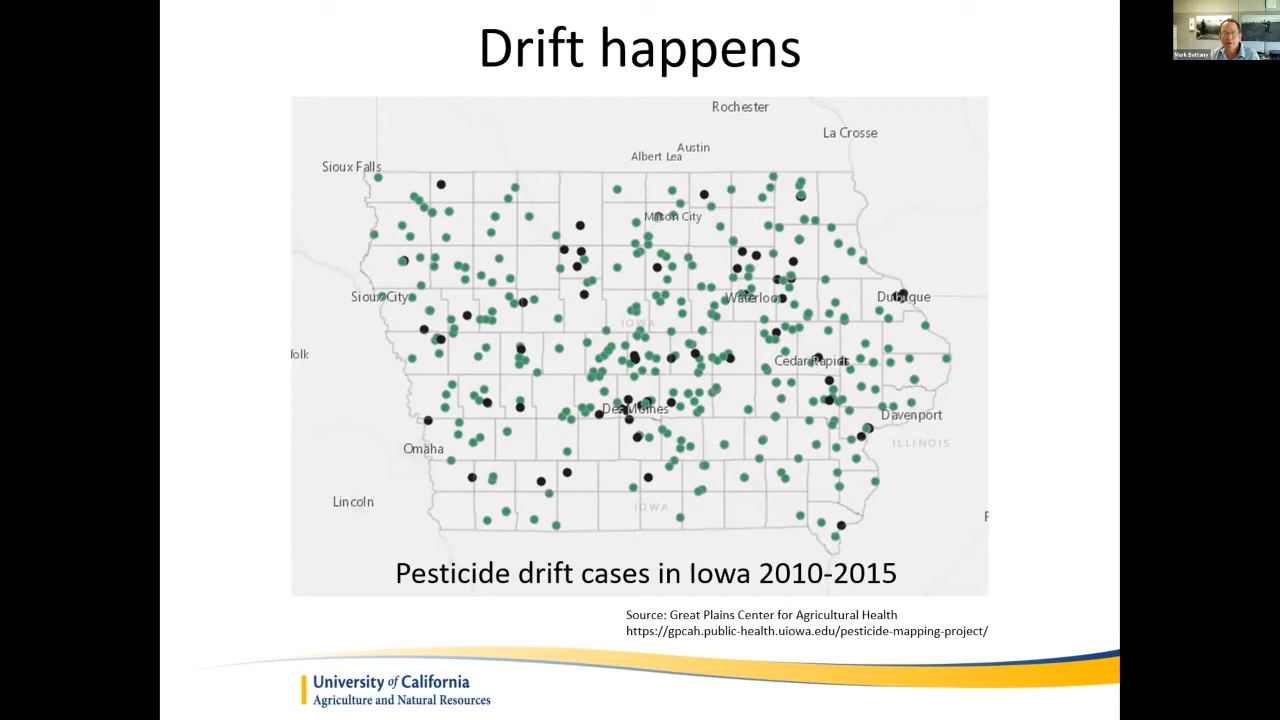 Drift happens
Mark Battany
Rochester
La Crosse
Austin
Albert Lea
Sioux Falls
Mason City
Sioux City
Waterloo
Dubuque
IOWA
folk
Cedar Rapids
Des Moines
Davenport
ILLINOIS
Omaha
Lincoln
IOWA
Pesticide drift cases in Iowa 2010-2015
Source: Great Plains Center for Agricultural Health
https://gpcah.public-health.uiowa.edu/pesticide-mapping-project/
University of California
Agriculture and Natural Resources